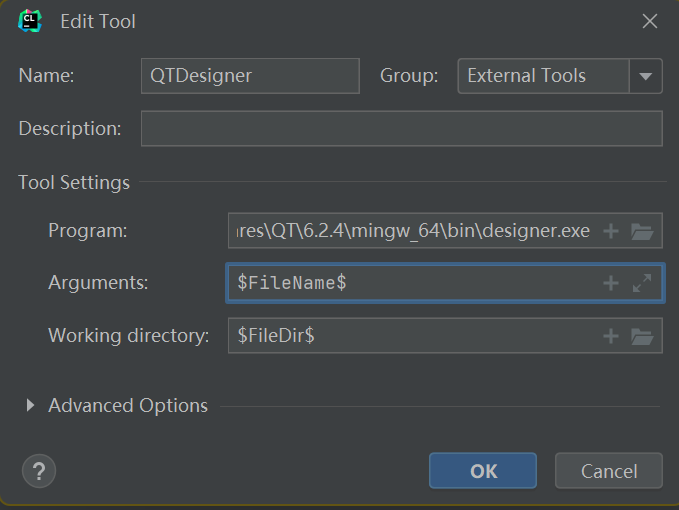 CL
Edit Tool
Name: QTDesigner Group: External Tools
Description:
Tool Settings
Program: ares\QT\6.2.4\mingw_64\bin\designer.exe
Arguments: $FileName$
Working directory: $FileDir$
Advanced Options
? OK Cancel